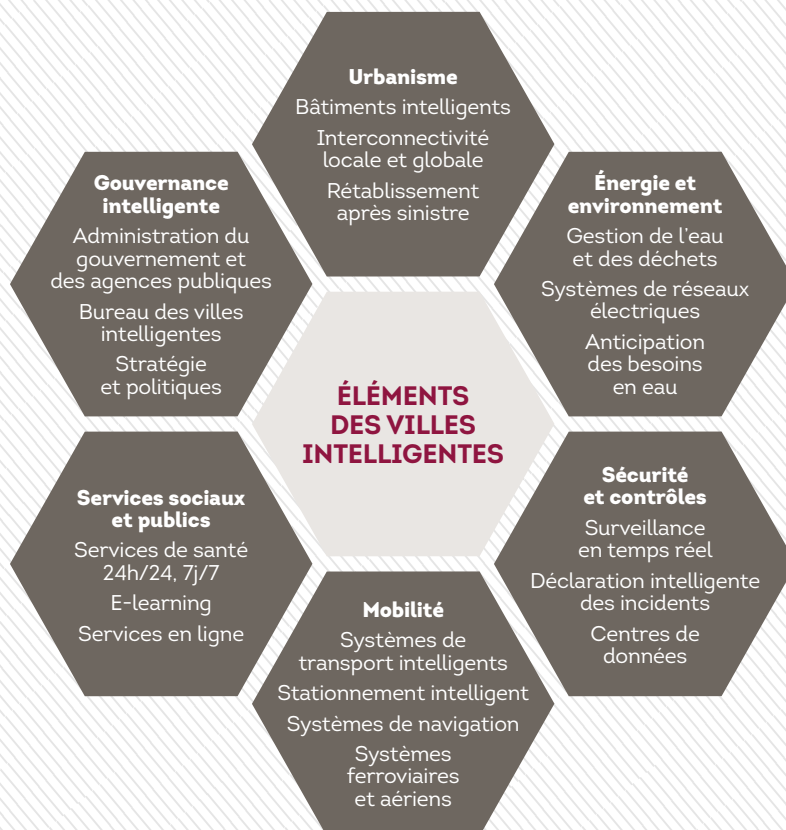 Urbanisme
Bâtiments intelligents
Interconnectivité
locale et globale
Rétablissement
après sinistre
Gouvernance
intelligente
Administration du
gouvernement et
des agences publiques
Bureau des villes
intelligentes
Stratégie
et politiques
Énergie et
environnement
Gestion de l’eau
et des déchets
Systèmes de réseaux
électriques
Anticipation
des besoins
en eau
ÉLÉMENTS
DES VILLES
INTELLIGENTES
Services sociaux
et publics
Services de santé
24h/24, 7j/7
E-learning
Services en ligne
Sécurité
et contrôles
Surveillance
en temps réel
Déclaration intelligente
des incidents
Centres de
données
Mobilité
Systèmes de
transport intelligents
Stationnement intelligent
Systèmes de navigation
Systèmes
ferroviaires
et aériens